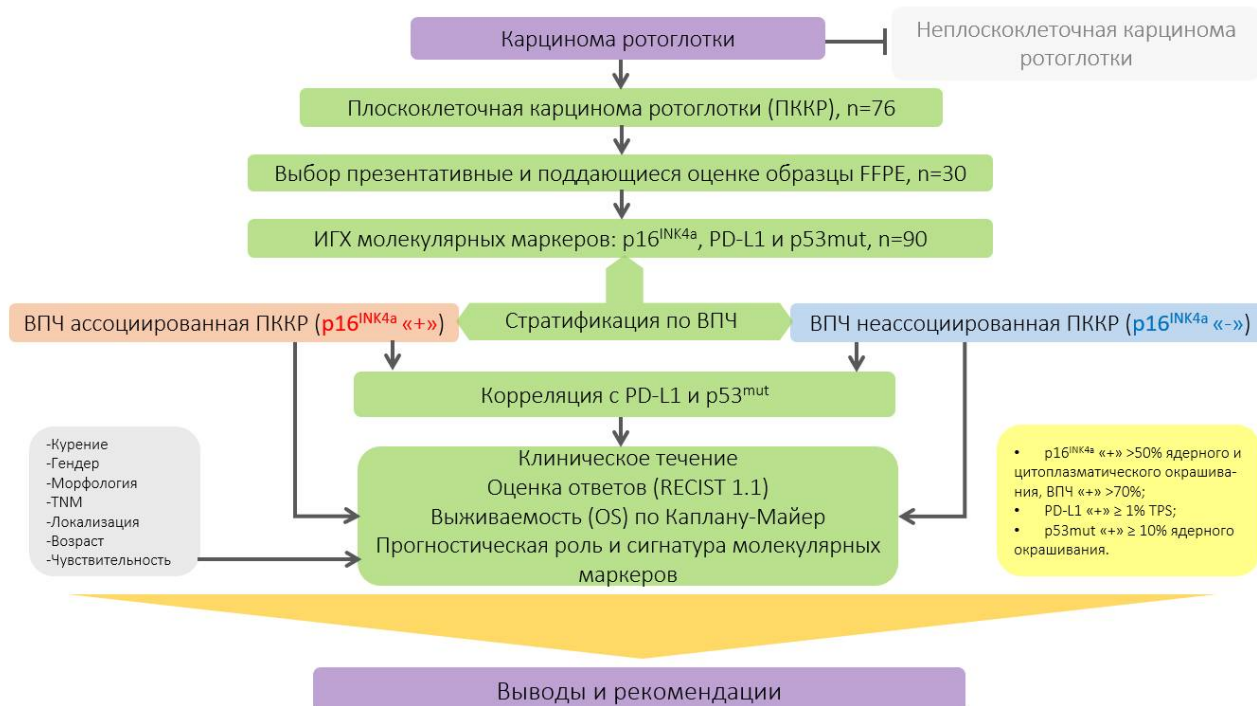 Карцинома ротоглотки
Неплоскоклеточная карцинома
ротоглотки
Плоскоклеточная карцинома ротоглотки (ПККР), n=76
Выбор презентативные и поддающиеся оценке образцы FFPE, n=30
ИГХ молекулярных маркеров: p16INK4a, PD-L1 и p53mut, n=90
ВПЧ ассоциированная ПККР (p16INK4a «+»)
Стратификация по ВПЧ
ВПЧ неассоциированная ПККР (p16INK4a «-»)
Корреляция с PD-L1 и p53mut
-Курение
-Гендер
-Морфология
-TNM
-Локализация
-Возраст
-Чувствительность
Клиническое течение
Оценка ответов (RECIST 1.1)
Выживаемость (OS) по Каплану-Майер
Прогностическая роль и сигнатура молекулярных
маркеров
• p16INK4a «+» >50% ядерного и
цитоплазматического окрашива-
ния, ВПЧ «+» >70%;
• PD-L1 «+» ≥ 1% TPS;
• p53mut «+» ≥ 10% ядерного
окрашивания.
Выводы и рекомендации